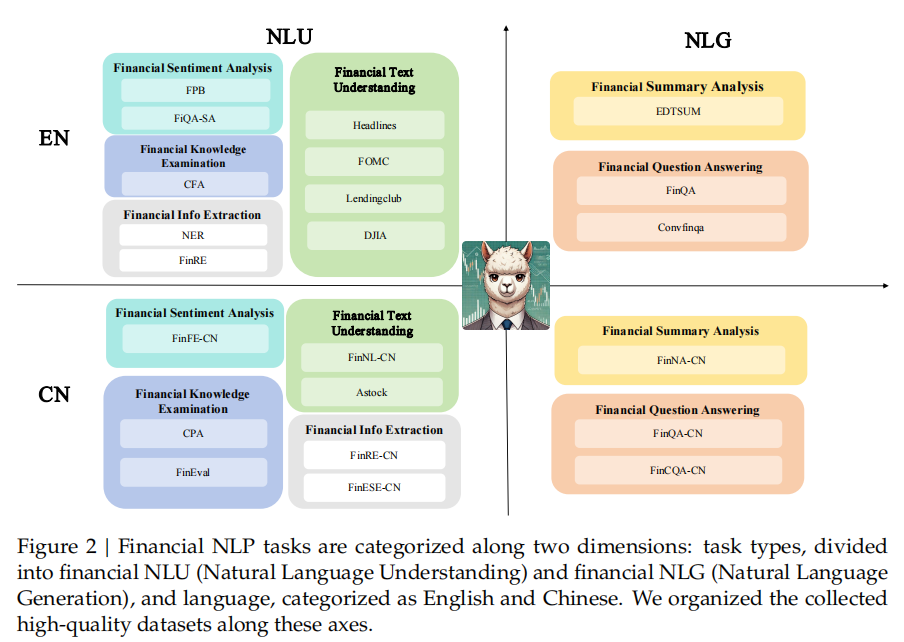 NLU
NLG
EN
Financial Sentiment Analysis
FPB
FiQA-SA
Financial Knowledge
Examination
CFA
Financial Info Extraction
NER
FinRE
Financial Text
Understanding
Headlines
FOMC
Lendingclub
DJIA
Financial Summary Analysis
EDTSUM
Financial Question Answering
FinQA
Convfinqa
CN
Financial Sentiment Analysis
FinFE-CN
Financial Knowledge
Examination
CPA
FinEval
Financial Text
Understanding
FinNL-CN
Astock
Financial Info Extraction
FinRE-CN
FinESE-CN
Financial Summary Analysis
FinNA-CN
Financial Question Answering
FinQA-CN
FinCQA-CN
Figure 2 | Financial NLP tasks are categorized along two dimensions: task types, divided
into financial NLU (Natural Language Understanding) and financial NLG (Natural Language
Generation), and language, categorized as English and Chinese. We organized the collected
high-quality datasets along these axes.